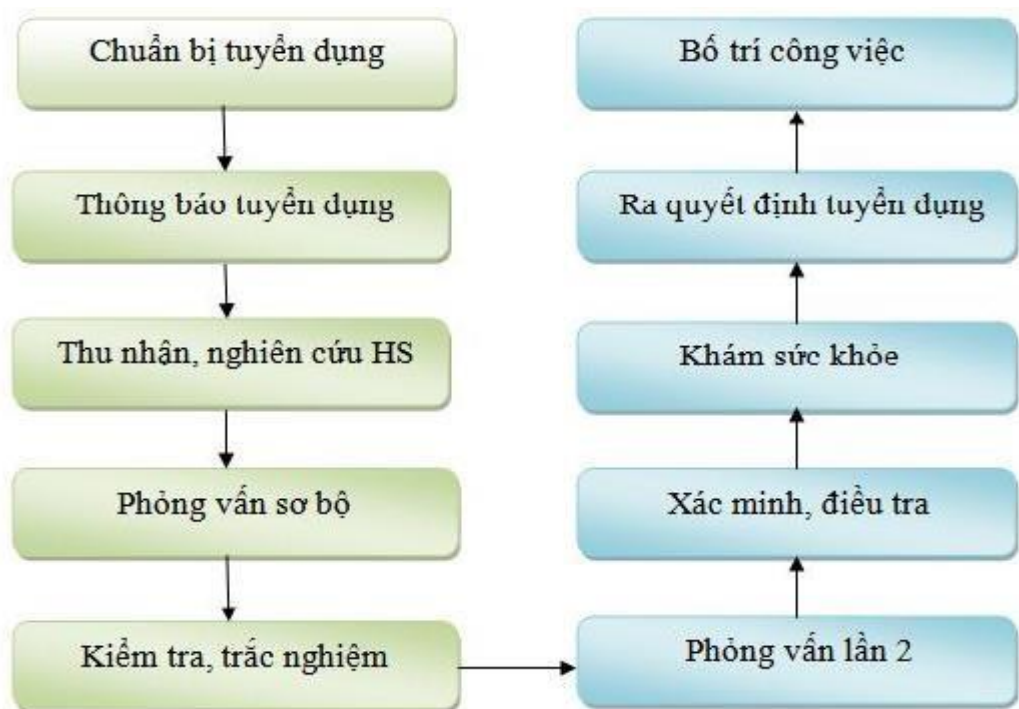 Chuẩn bị tuyển dụng
Thông báo tuyển dụng
Thu nhận, nghiên cứu HS
Phỏng vấn sơ bộ
Kiểm tra, trắc nghiệm
Phỏng vấn lần 2
Xác minh, điều tra
Khám sức khỏe
Ra quyết định tuyển dụng
Bố trí công việc